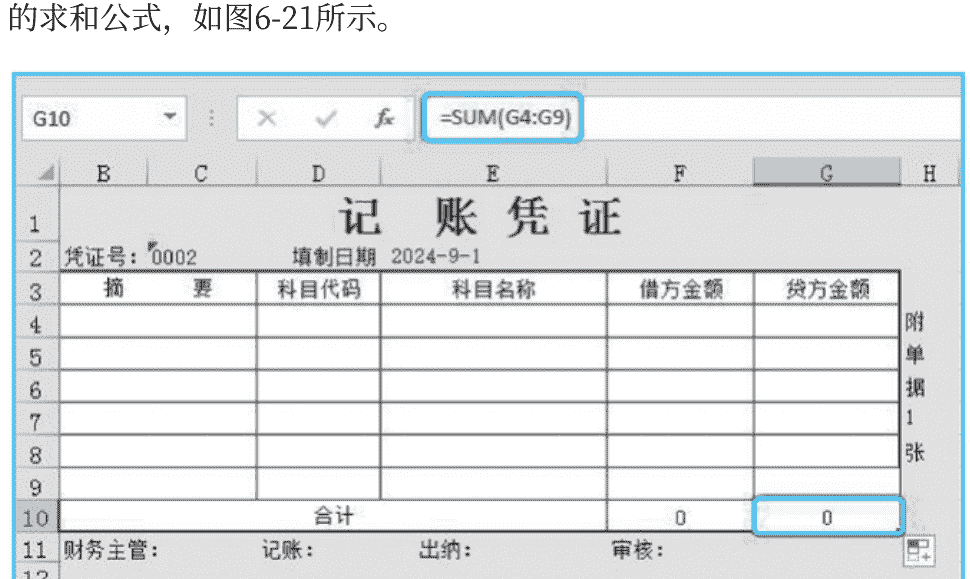 的求和公式，如图6-21所示。
G10 fx =SUM(G4:G9)
B C D E F G H
1 记 账 凭 证
2 凭证号：0002 填制日期 2024-9-1
3 摘 要 科目代码 科目名称 借方金额 贷方金额
4 附
5 单
6 据
7 1
8 张
9
10 合计 0 0
11 财务主管： 记账： 出纳： 审核：
12